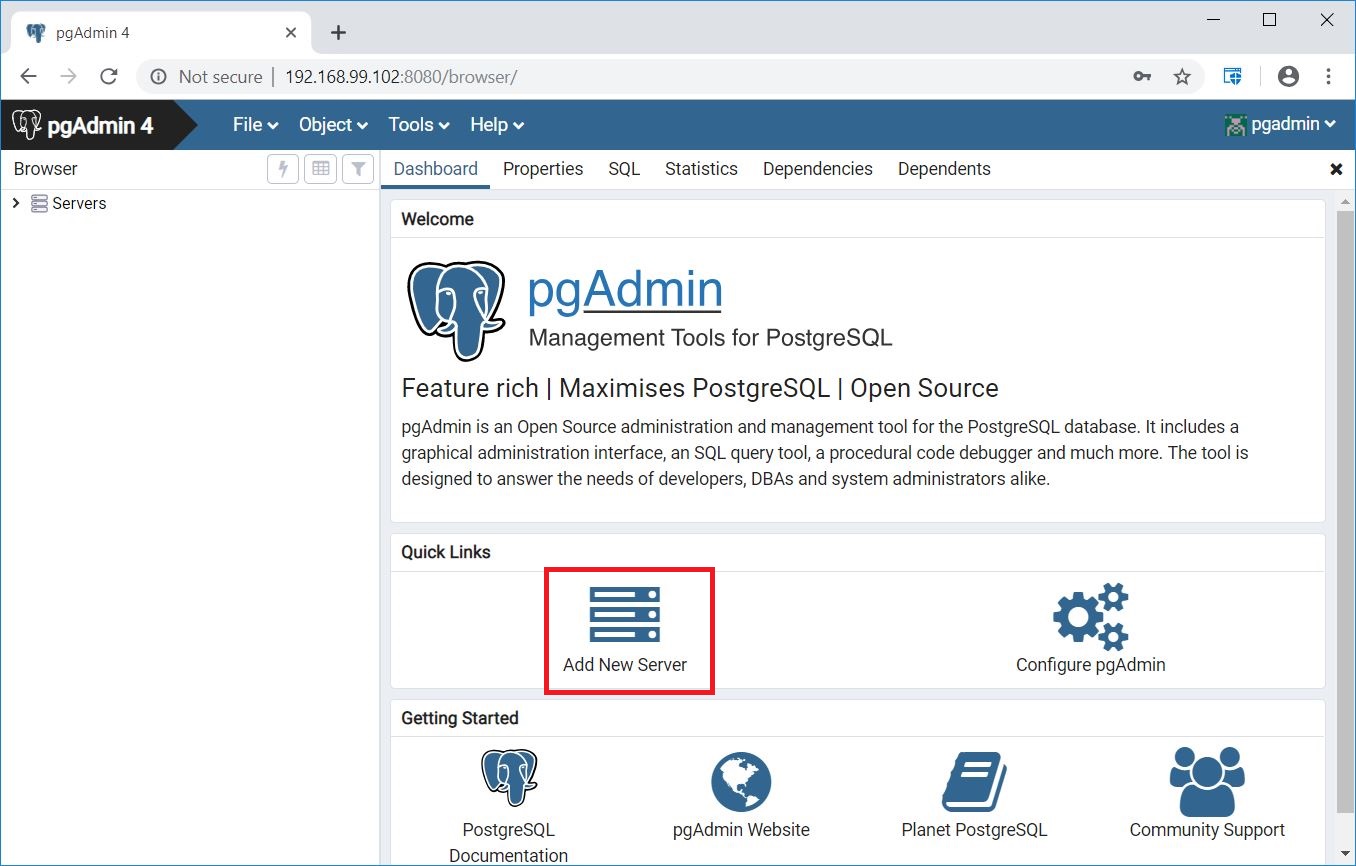 pgAdmin 4
Not secure | 192.168.99.102:8080/browser/
pgAdmin 4
File
Object
Tools
Help
pgadmin
Browser
Dashboard
Properties
SQL
Statistics
Dependencies
Dependents
Servers
Welcome
pgAdmin
Management Tools for PostgreSQL
Feature rich | Maximises PostgreSQL | Open Source
pgAdmin is an Open Source administration and management tool for the PostgreSQL database. It includes a
graphical administration interface, an SQL query tool, a procedural code debugger and much more. The tool is
designed to answer the needs of developers, DBAs and system administrators alike.
Quick Links
Add New Server
Configure pgAdmin
Getting Started
PostgreSQL
Documentation
pgAdmin Website
Planet PostgreSQL
Community Support